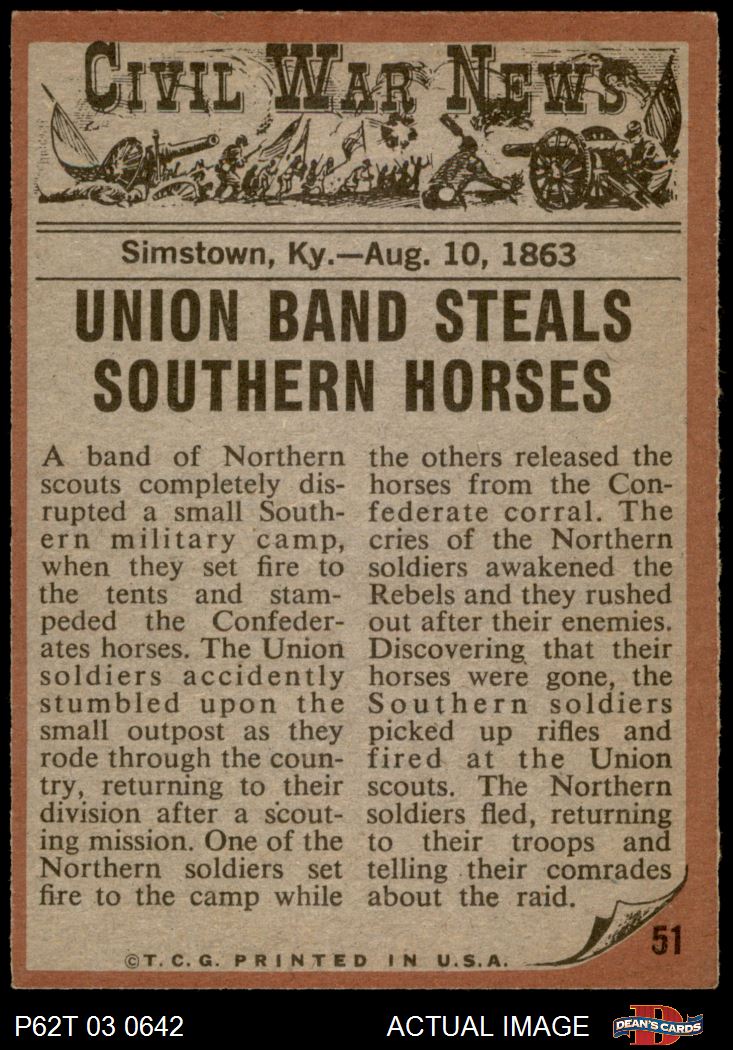 CIVIL WAR NEWS
Simstown, Ky.—Aug. 10, 1863
UNION BAND STEALS
SOUTHERN HORSES
A band of Northern
scouts completely dis-
rupted a small South-
ern military camp,
when they set fire to
the tents and stam-
peded the Confeder-
ates horses. The Union
soldiers accidently
stumbled upon the
small outpost as they
rode through the coun-
try, returning to their
division after a scout-
ing mission. One of the
Northern soldiers set
fire to the camp while
the others released the
horses from the Con-
federate corral. The
cries of the Northern
soldiers awakened the
Rebels and they rushed
out after their enemies.
Discovering that their
horses were gone, the
Southern soldiers
picked up rifles and
fired at the Union
scouts. The Northern
soldiers fled, returning
to their troops and
telling their comrades
about the raid.
51
©T.C.G. PRINTED IN U.S.A.
P62T 03 0642
ACTUAL IMAGE
D
DEAN'S CARDS